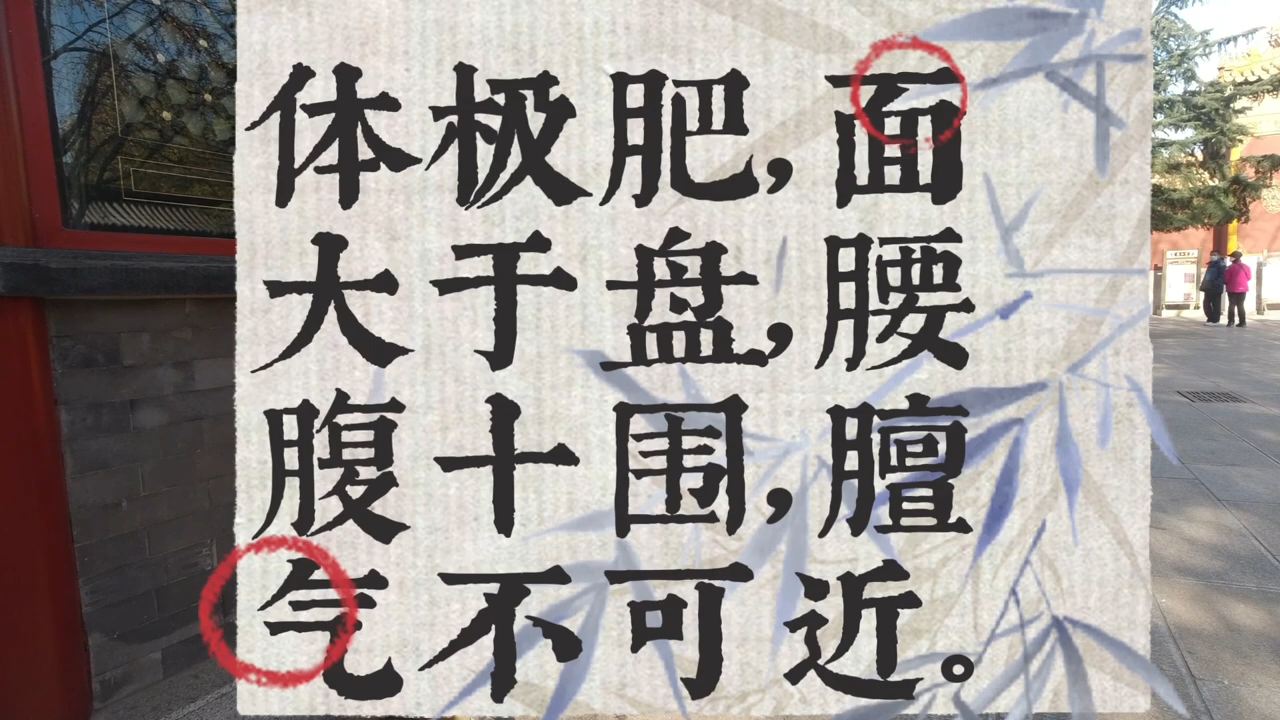 体极肥，面
大于盘，腰
腹十围，膻
气不可近。